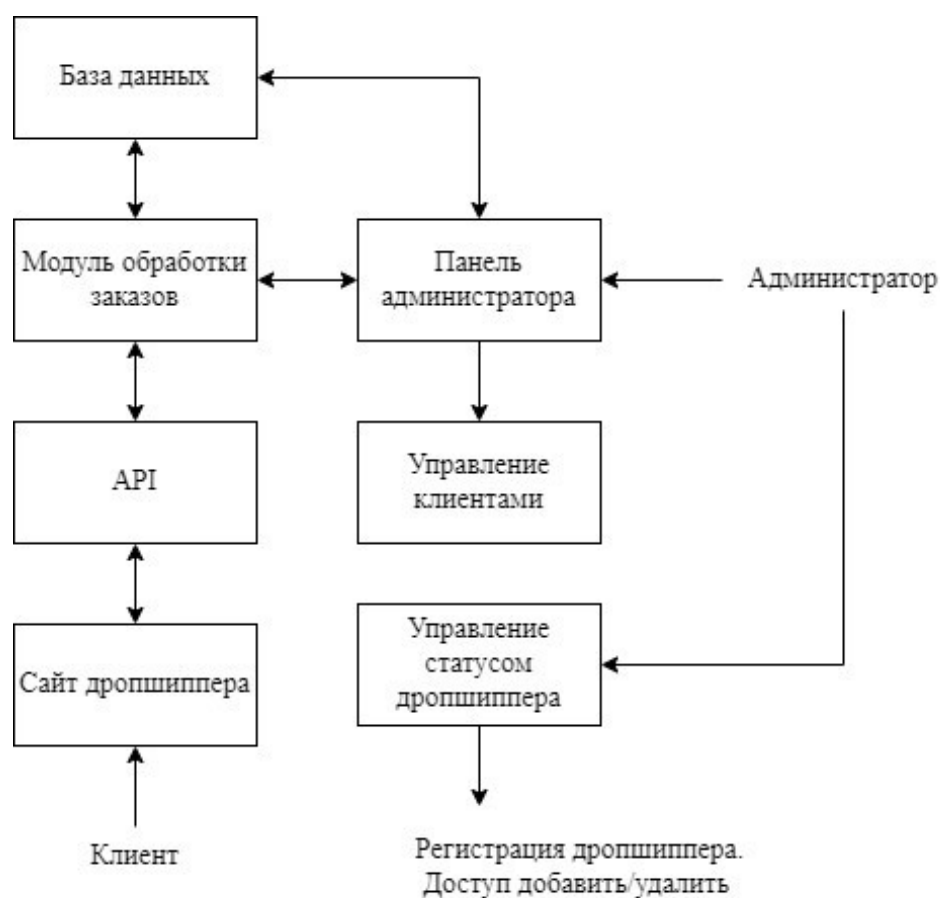 База данных
Модуль обработки
заказов
Панель
администратора
Администратор
API
Управление
клиентами
Сайт дропшиппера
Управление
статусом
дропшиппера
Клиент
Регистрация дропшиппера.
Доступ добавить/удалить